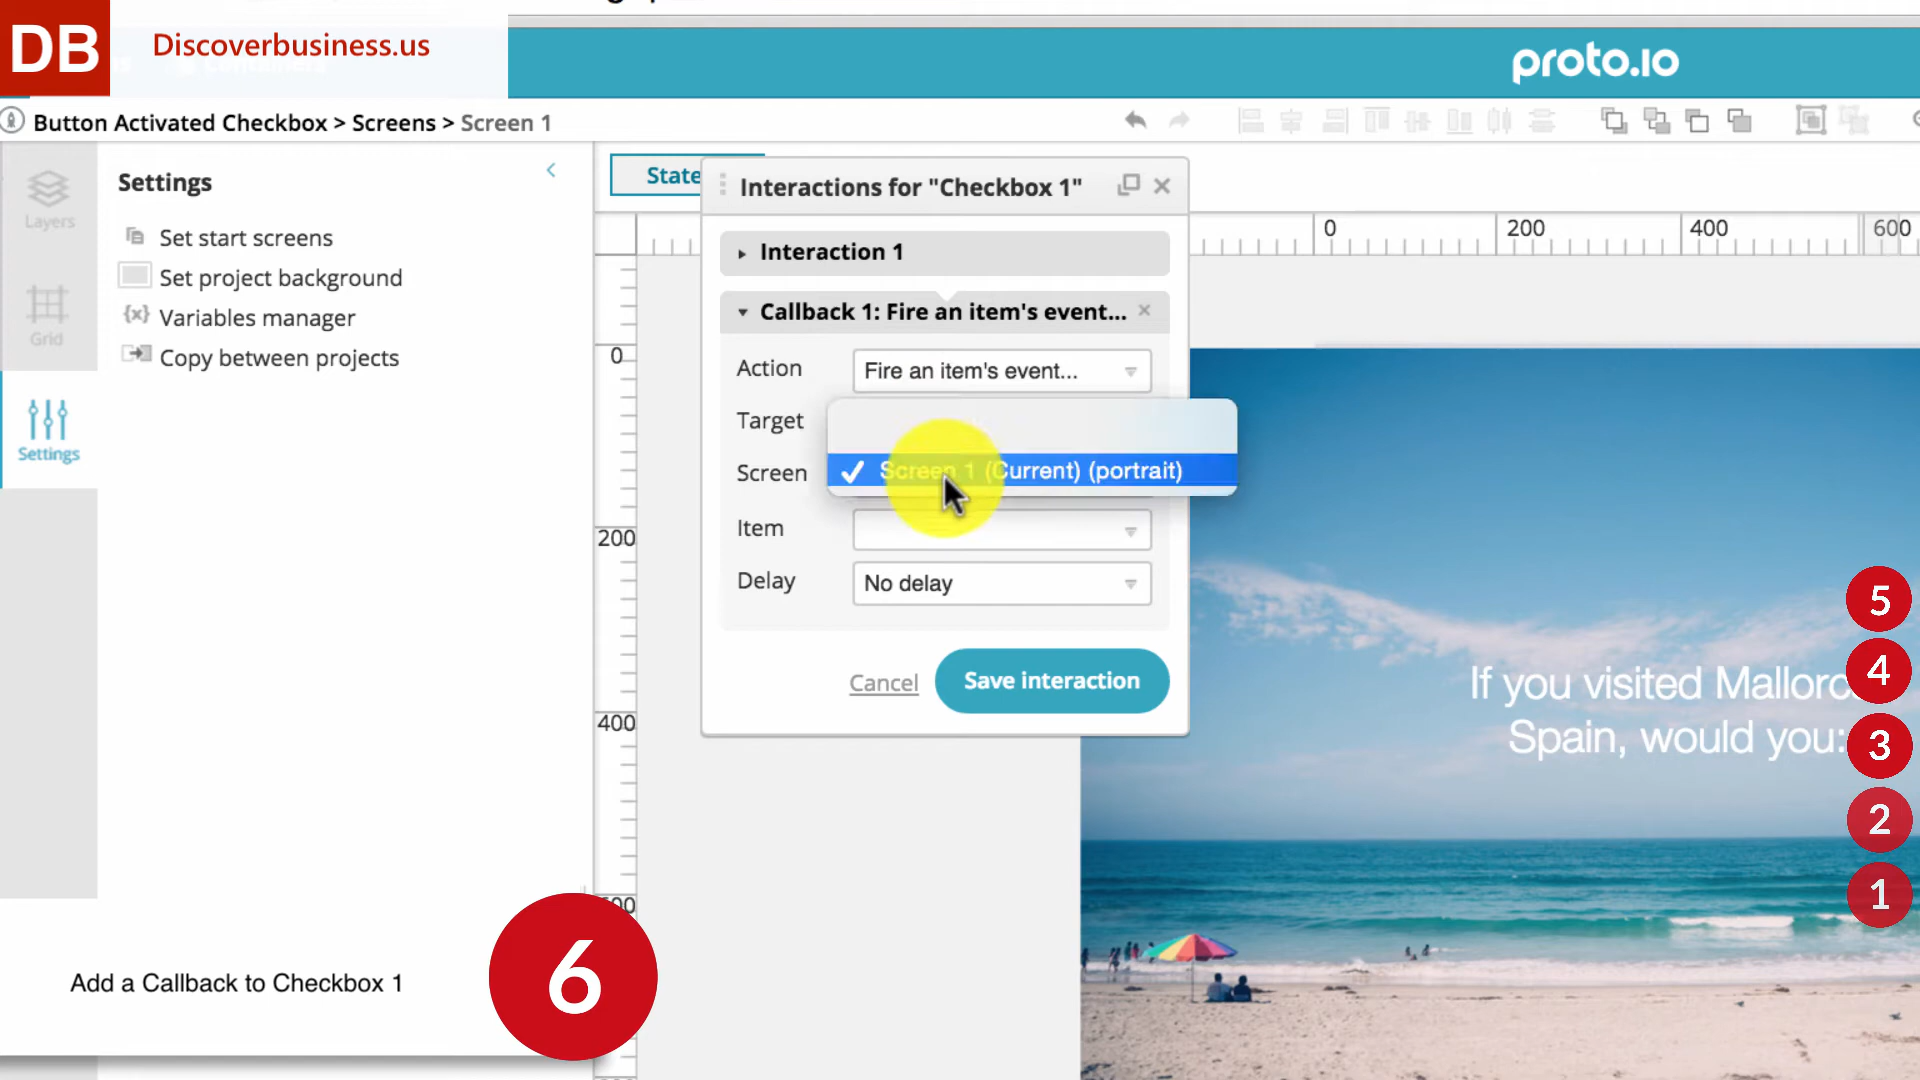 DB
Discoverbusiness.us
proto.io
Button Activated Checkbox > Screens > Screen 1
Layers
Grid
Settings
Settings
Set start screens
Set project background
{x} Variables manager
Copy between projects
State
Interactions for "Checkbox 1"
Interaction 1
Callback 1: Fire an item's event...
Action
Fire an item's event...
Target
Screen
Screen 1 (Current) (portrait)
Item
Delay
No delay
Cancel
Save interaction
0
200
400
600
0
200
400
If you visited Mallorc
Spain, would you:
5
4
3
2
1
Add a Callback to Checkbox 1
6